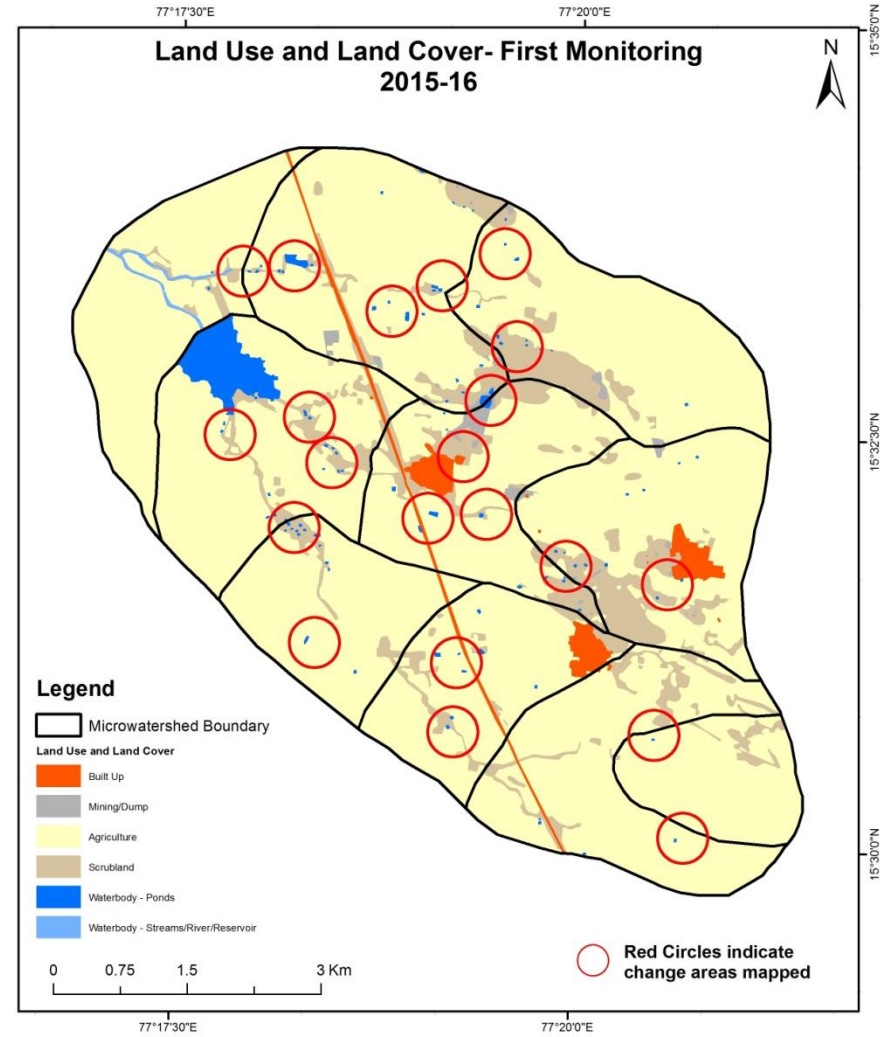 77°17'30"E
77°20'0"E
15°35'0"N
Land Use and Land Cover- First Monitoring
2015-16
N
15°32'30"N
Legend
Microwatershed Boundary
Land Use and Land Cover
Built Up
Mining/Dump
Agriculture
Scrubland
Waterbody - Ponds
Waterbody - Streams/River/Reservoir
15°30'0"N
0 0.75 1.5 3 Km
Red Circles indicate
change areas mapped
77°17'30"E
77°20'0"E